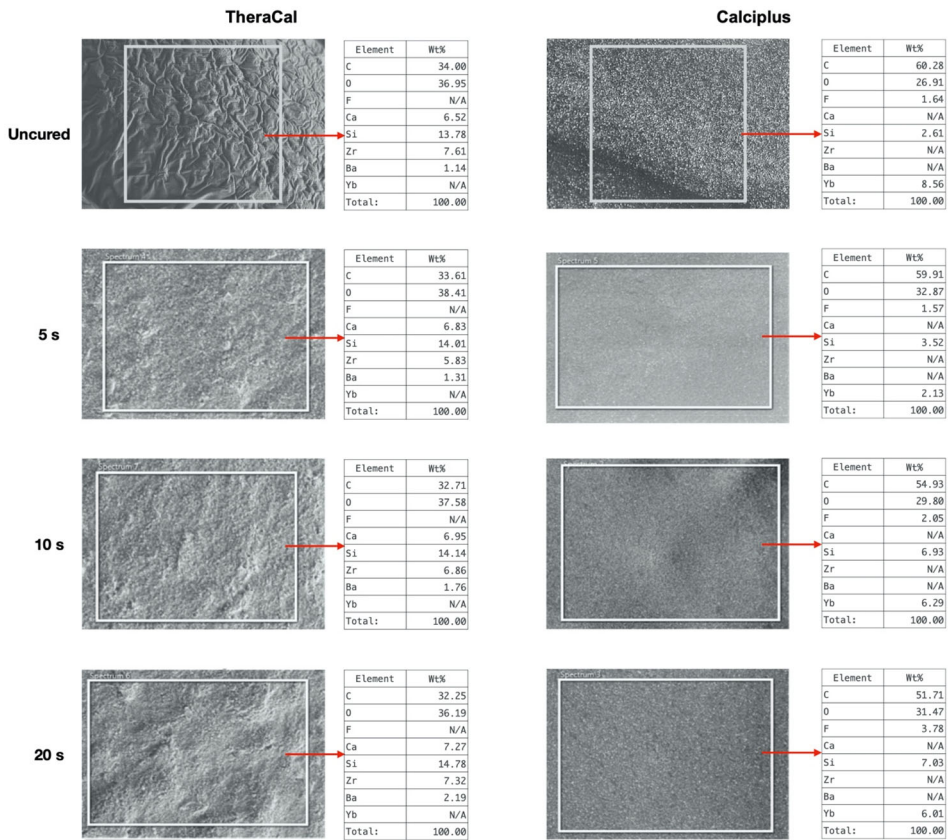 TheraCal
Calciplus
Uncured
Element Wt%
C 34.00
O 36.95
F N/A
Ca 6.52
Si 13.78
Zr 7.61
Ba 1.14
Yb N/A
Total: 100.00
Element Wt%
C 60.28
O 26.91
F 1.64
Ca N/A
Si 2.61
Zr N/A
Ba N/A
Yb 8.56
Total: 100.00
5 s
Spectrum 4
Element Wt%
C 33.61
O 38.41
F N/A
Ca 6.83
Si 14.01
Zr 5.83
Ba 1.31
Yb N/A
Total: 100.00
Spectrum 5
Element Wt%
C 59.91
O 32.87
F 1.57
Ca N/A
Si 3.52
Zr N/A
Ba N/A
Yb 2.13
Total: 100.00
10 s
Spectrum 7
Element Wt%
C 32.71
O 37.58
F N/A
Ca 6.95
Si 14.14
Zr 6.86
Ba 1.76
Yb N/A
Total: 100.00
Element Wt%
C 54.93
O 29.80
F 2.05
Ca N/A
Si 6.93
Zr N/A
Ba N/A
Yb 6.29
Total: 100.00
20 s
Spectrum 6
Element Wt%
C 32.25
O 36.19
F N/A
Ca 7.27
Si 14.78
Zr 7.32
Ba 2.19
Yb N/A
Total: 100.00
Spectrum
Element Wt%
C 51.71
O 31.47
F 3.78
Ca N/A
Si 7.03
Zr N/A
Ba N/A
Yb 6.01
Total: 100.00